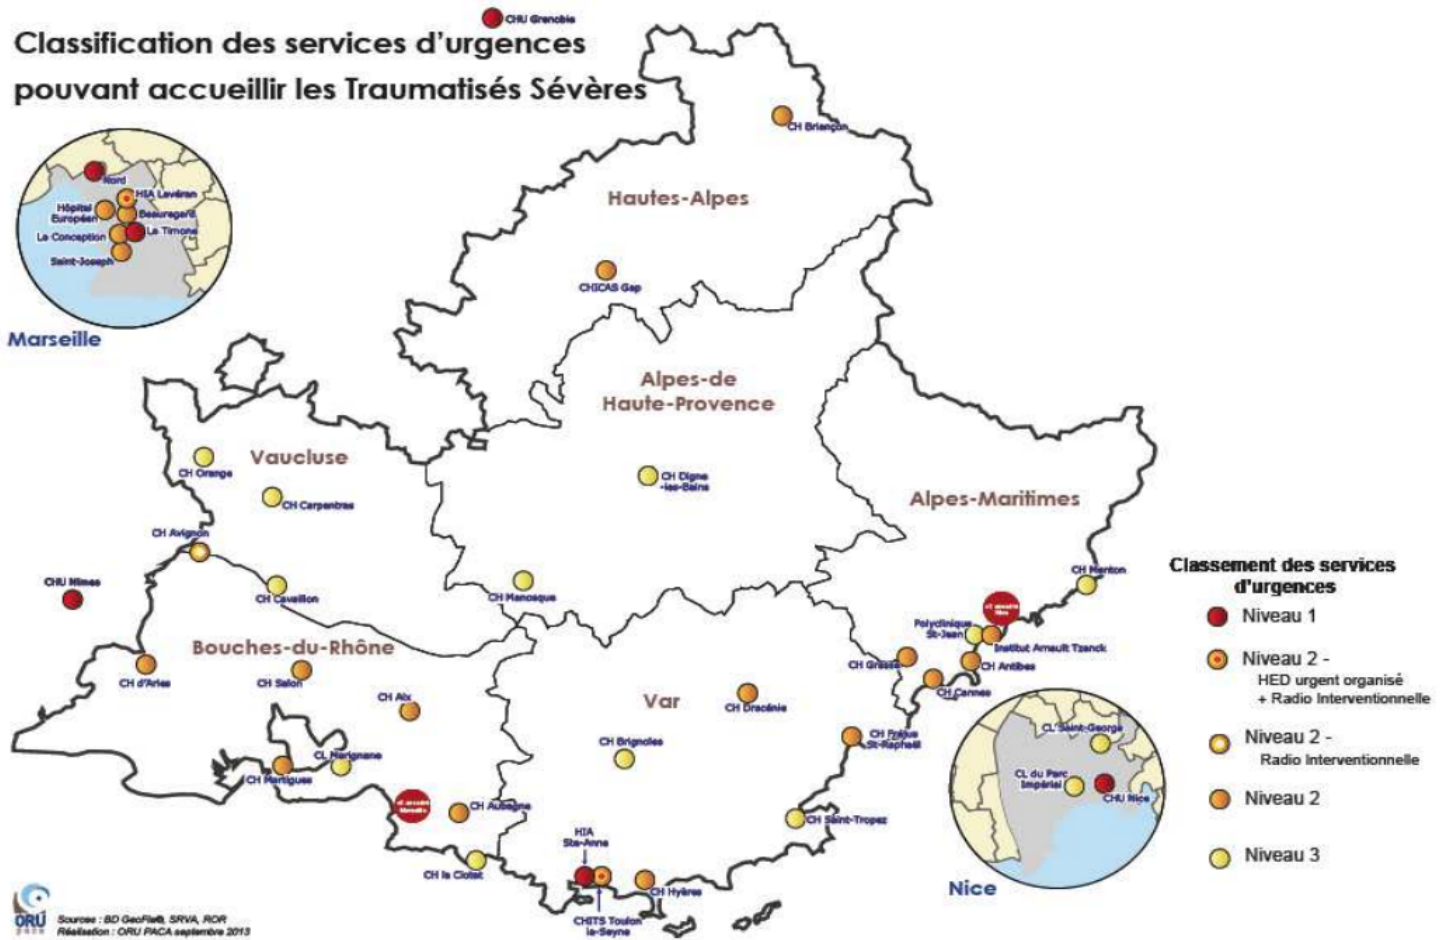 CHU Grenoble
Classification des services d'urgences
pouvant accueillir les Traumatisés Sévères
CH Briançon
Nord
HIA Lavéran
Hôpital
Européen
Beauregard
La Conception
La Timone
Saint-Joseph
Marseille
Hautes-Alpes
CHICAS Gap
Alpes-de
Haute-Provence
Vaucluse
CH Orange
CH Carpentras
CH Digne
-les-Bains
Alpes-Maritimes
CH Avignon
CHU Nîmes
CH Cavaillon
CH Manosque
CH Menton
Classement des services
d'urgences
Niveau 1
Niveau 2 -
HED urgent organisé
+ Radio Interventionnelle
Niveau 2 -
Radio Interventionnelle
Niveau 2
Niveau 3
Polyclinique
St-Jean
Institut Arnault Tzanck
CH Grasse
CH Antibes
CH Cannes
Bouches-du-Rhône
CH d'Arles
CH Salon
CH Aix
Var
CH Dracénie
CH Fréjus
St-Raphaël
CH Brignoles
CL Marignane
CH Martigues
CH Aubagne
CH la Ciotat
CH Saint-Tropez
HIA
Ste-Anne
CH Hyères
CHITS Toulon
la-Seyne
CL Saint-George
CL du Parc
Impérial
CHU Nice
Nice
ORU
paca
Sources : BD GeoFla®, SRVA, ROR
Réalisation : ORU PACA septembre 2013